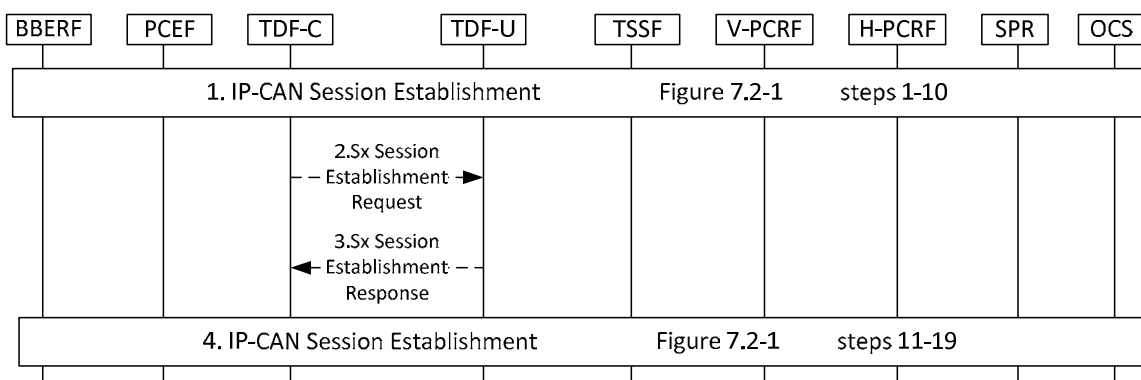 BBERF PCEF TDF-C TDF-U TSSF V-PCRF H-PCRF SPR OCS
1. IP-CAN Session Establishment Figure 7.2-1 steps 1-10
2.Sx Session
Establishment
Request
3.Sx Session
Establishment
Response
4. IP-CAN Session Establishment Figure 7.2-1 steps 11-19